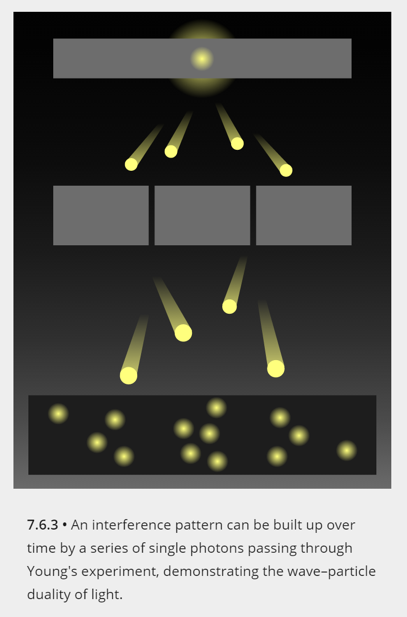 7.6.3 • An interference pattern can be built up over
time by a series of single photons passing through
Young's experiment, demonstrating the wave–particle
duality of light.